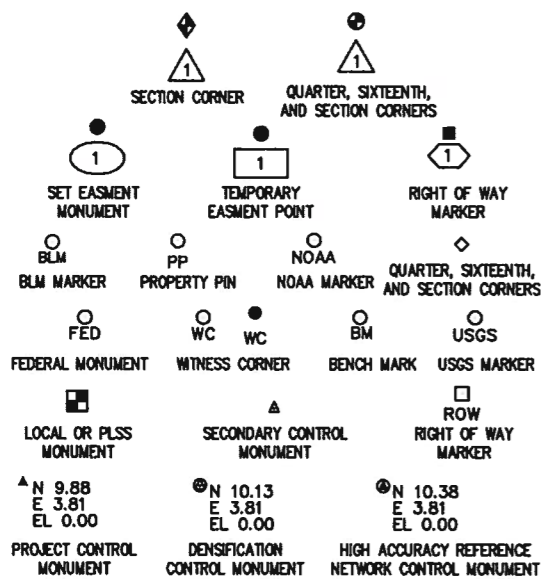 1 1
SECTION CORNER QUARTER, SIXTEENTH,
AND SECTION CORNERS
1 1 1
SET EASMENT TEMPORARY RIGHT OF WAY
MONUMENT EASMENT POINT MARKER
BLM PP NOAA
BLM MARKER PROPERTY PIN NOAA MARKER QUARTER, SIXTEENTH,
AND SECTION CORNERS
FED WC WC BM USGS
FEDERAL MONUMENT WITNESS CORNER BENCH MARK USGS MARKER
ROW
LOCAL OR PLSS SECONDARY CONTROL RIGHT OF WAY
MONUMENT MONUMENT MARKER
N 9.88 N 10.13 N 10.38
E 3.81 E 3.81 E 3.81
EL 0.00 EL 0.00 EL 0.00
PROJECT CONTROL DENSIFICATION HIGH ACCURACY REFERENCE
MONUMENT CONTROL MONUMENT NETWORK CONTROL MONUMENT